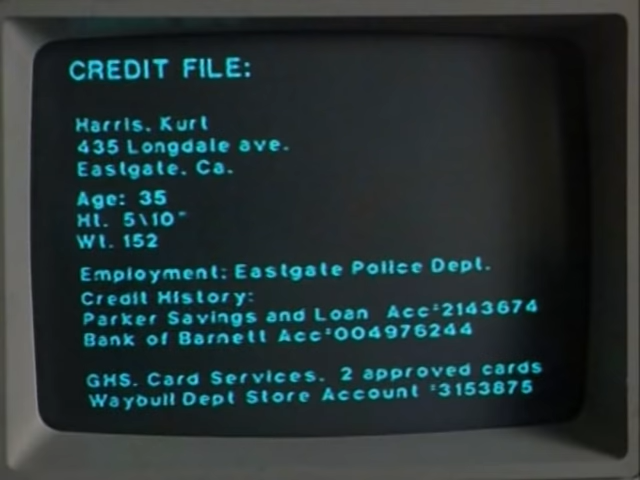 CREDIT FILE:
Harris, Kurt
435 Longdale ave.
Eastgate, Ca.
Age: 35
Ht. 5\10"
Wt. 152
Employment: Eastgate Police Dept.
Credit History:
Parker Savings and Loan Acc#2143674
Bank of Barnett Acc#004976244
GHS. Card Services. 2 approved cards
Waybull Dept Store Account #3153875